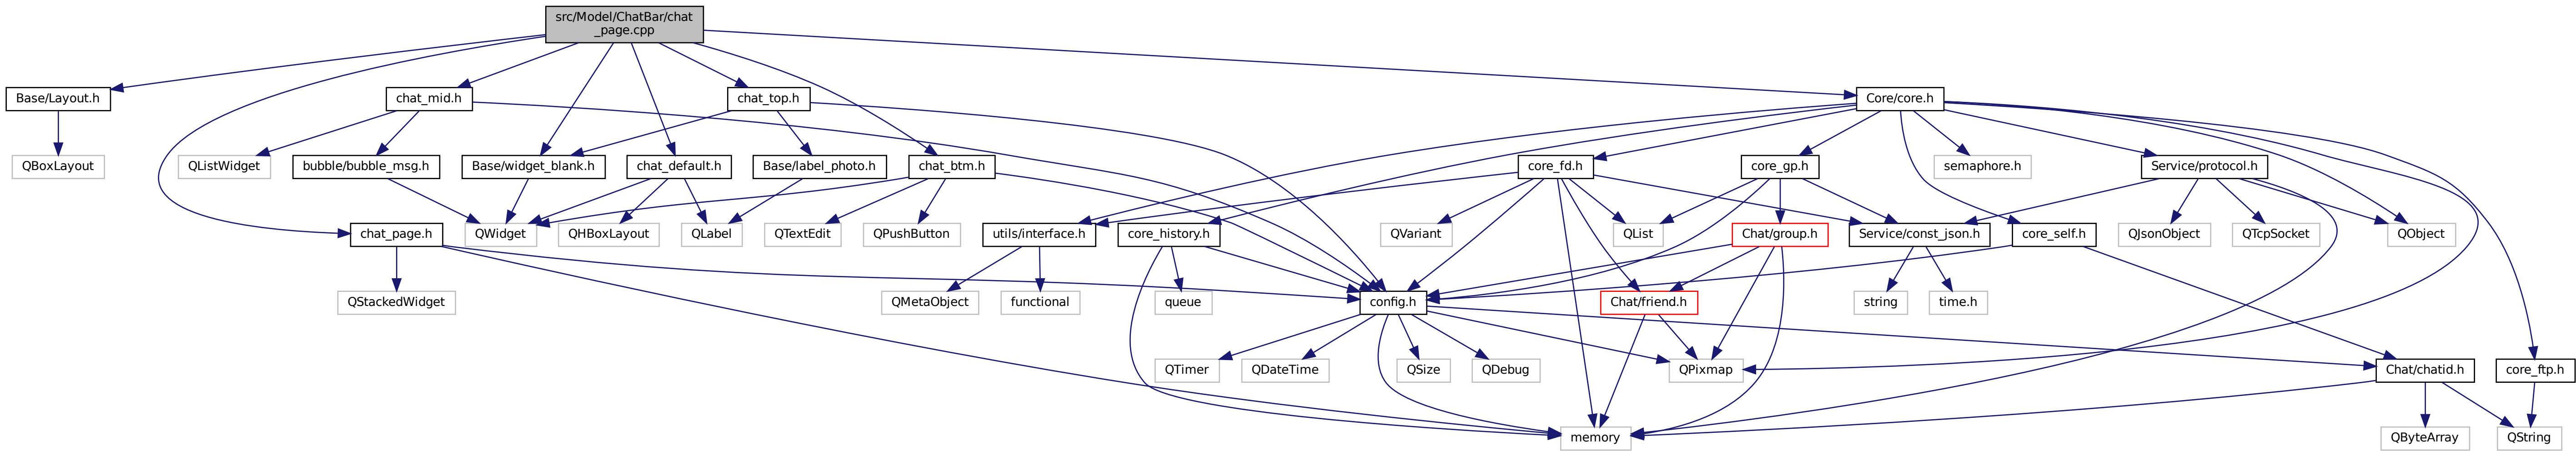 src/Model/ChatBar/chat
_page.cpp
Base/Layout.h
chat_mid.h
chat_top.h
Core/core.h
QBoxLayout
QListWidget
bubble/bubble_msg.h
Base/widget_blank.h
chat_default.h
Base/label_photo.h
chat_btm.h
core_fd.h
core_gp.h
semaphore.h
Service/protocol.h
chat_page.h
QWidget
QHBoxLayout
QLabel
QTextEdit
QPushButton
utils/interface.h
core_history.h
QVariant
QList
Chat/group.h
Service/const_json.h
core_self.h
QJsonObject
QTcpSocket
QObject
QStackedWidget
QMetaObject
functional
queue
config.h
Chat/friend.h
string
time.h
QTimer
QDateTime
QSize
QDebug
QPixmap
Chat/chatid.h
core_ftp.h
memory
QByteArray
QString